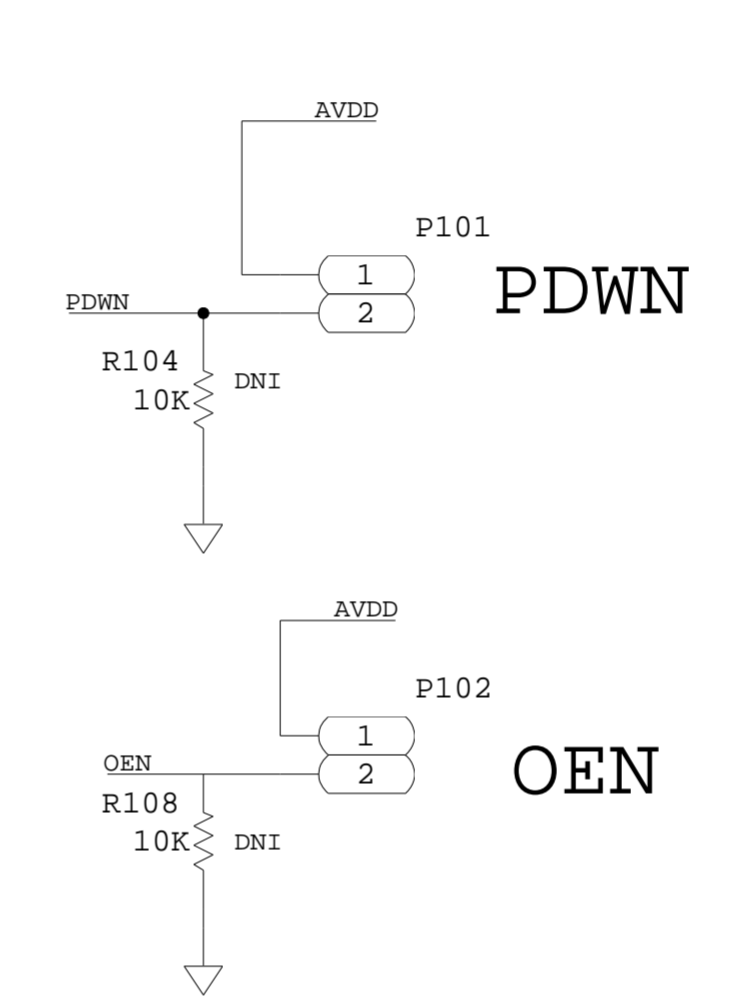 AVDD
P101
1
PDWN
PDWN
2
R104
DNI
10K
AVDD
P102
1
OEN
OEN
2
R108
10K
DNI